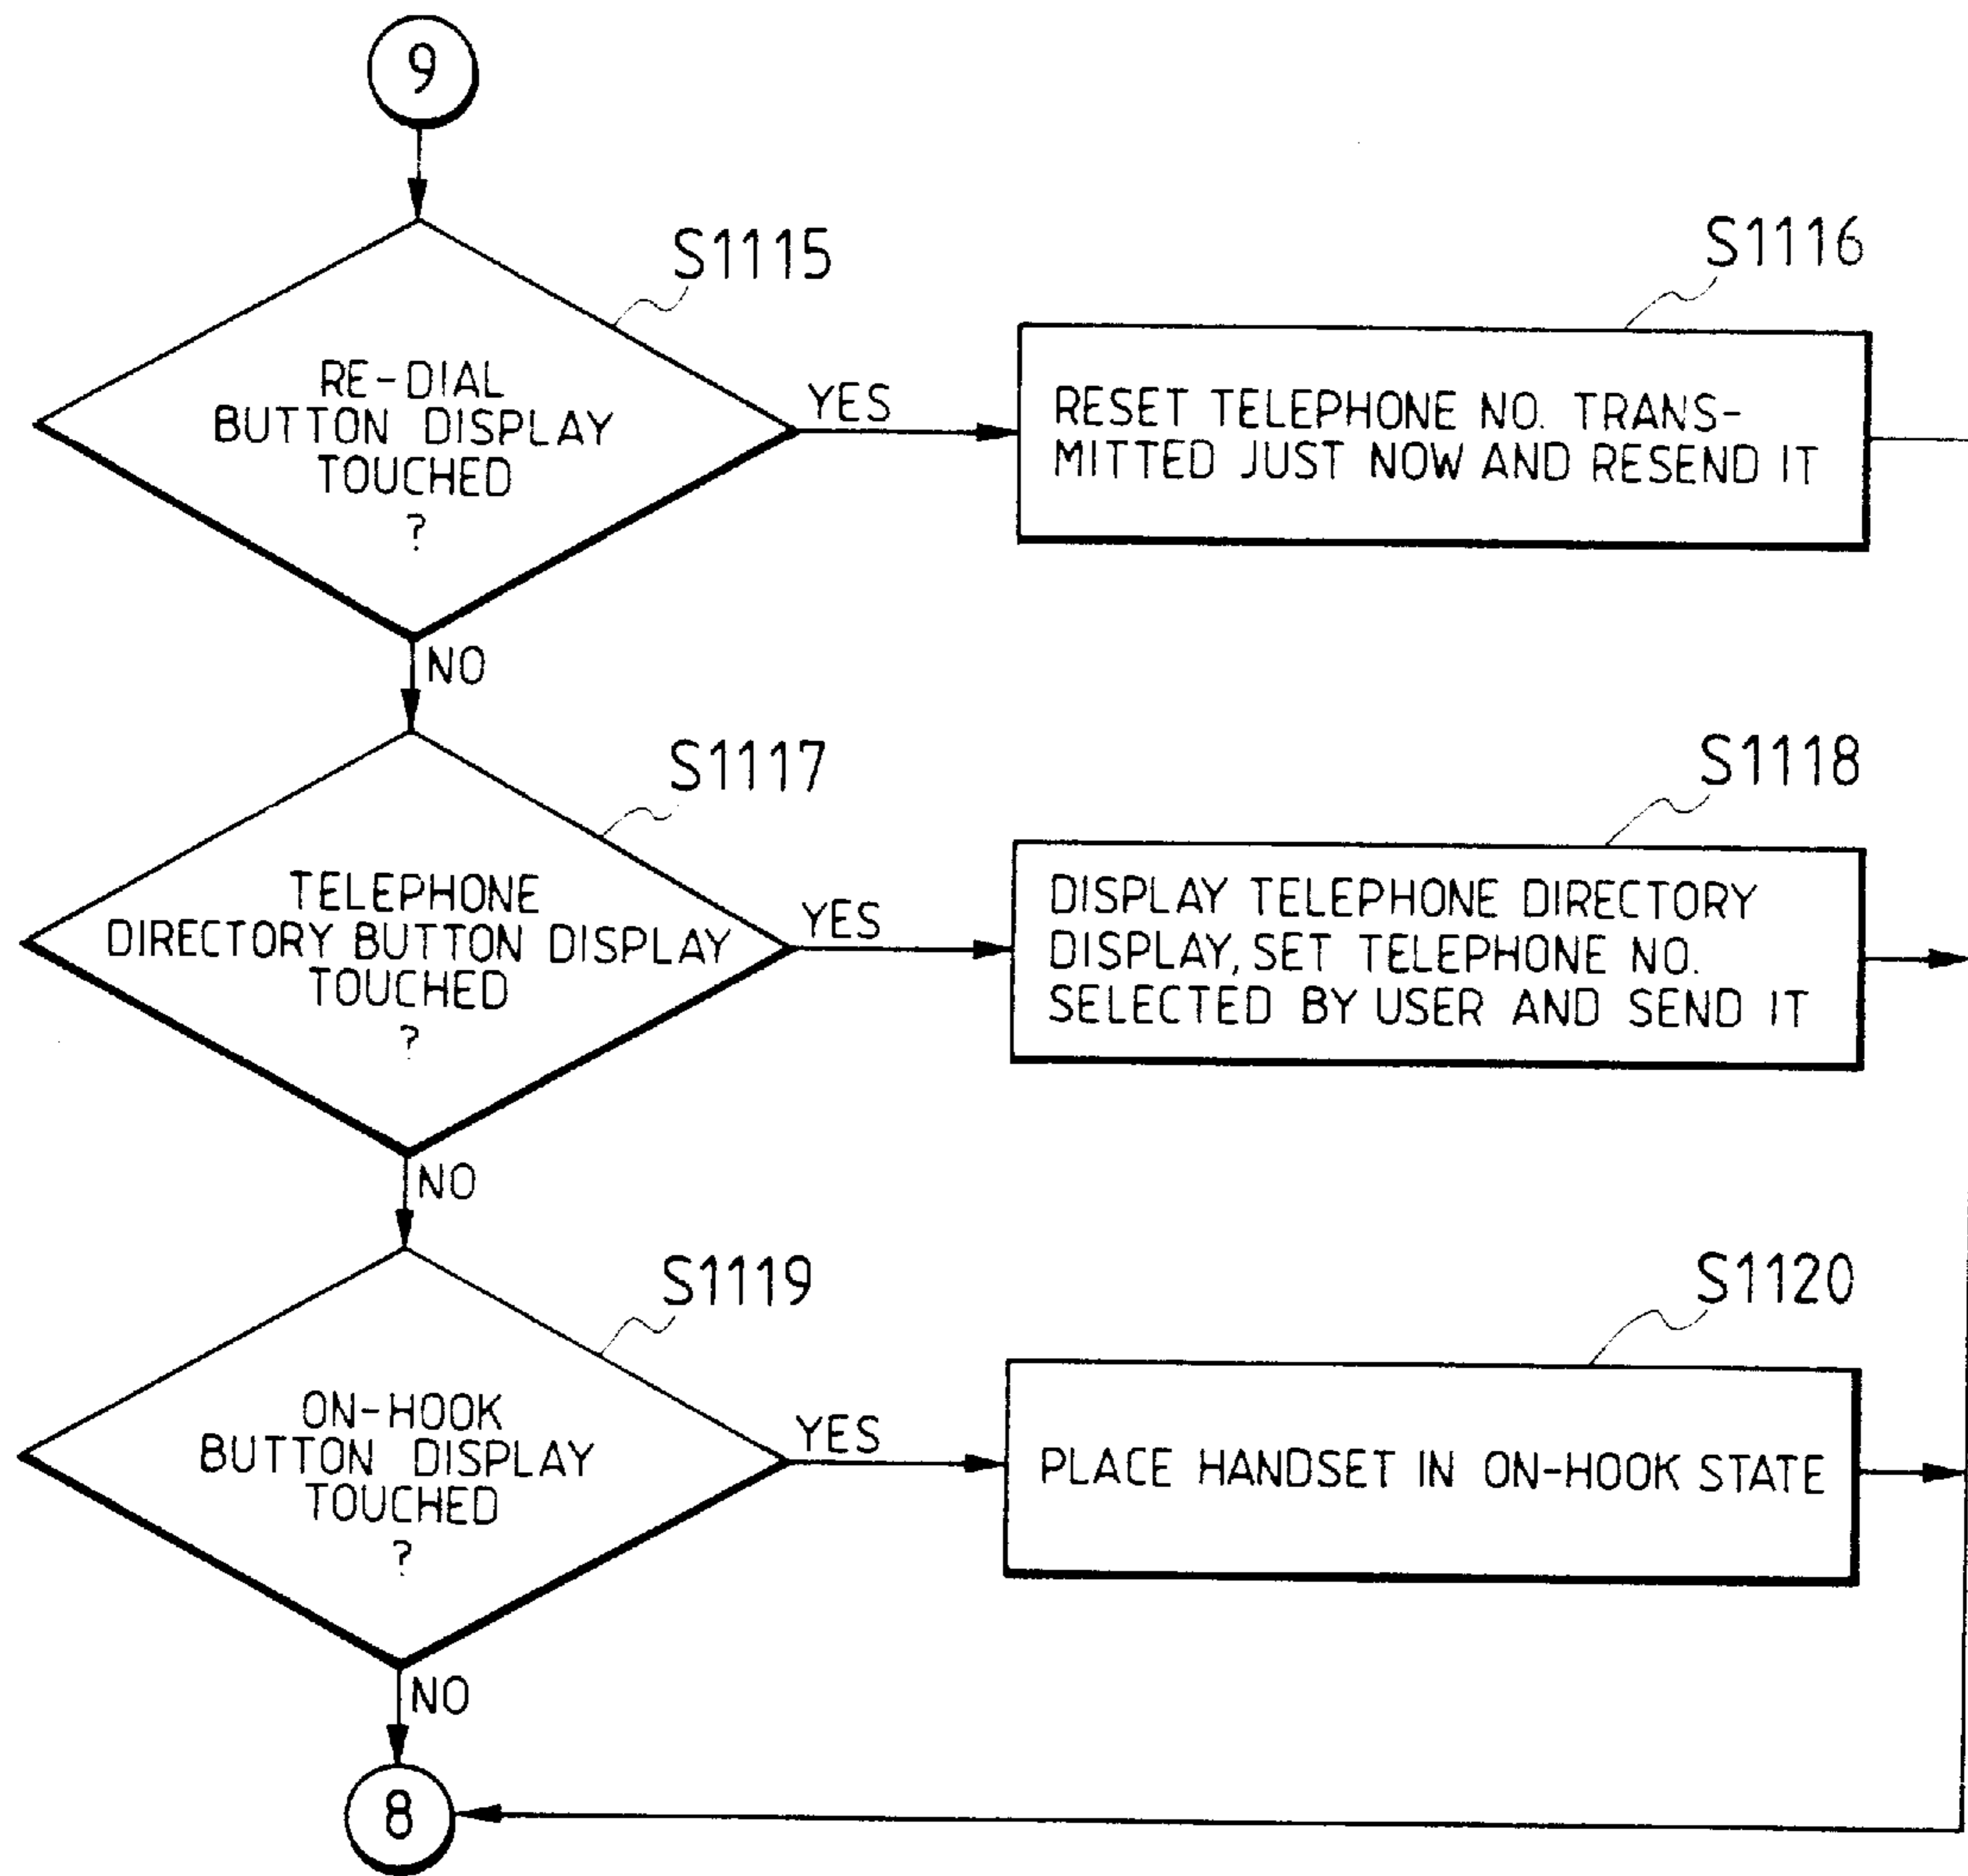 9
S1115
S1116
RE-DIAL
BUTTON DISPLAY
TOUCHED
?
YES
RESET TELEPHONE NO. TRANS-
MITTED JUST NOW AND RESEND IT
NO
S1117
S1118
TELEPHONE
DIRECTORY BUTTON DISPLAY
TOUCHED
?
YES
DISPLAY TELEPHONE DIRECTORY
DISPLAY, SET TELEPHONE NO.
SELECTED BY USER AND SEND IT
NO
S1119
S1120
ON-HOOK
BUTTON DISPLAY
TOUCHED
?
YES
PLACE HANDSET IN ON-HOOK STATE
NO
8